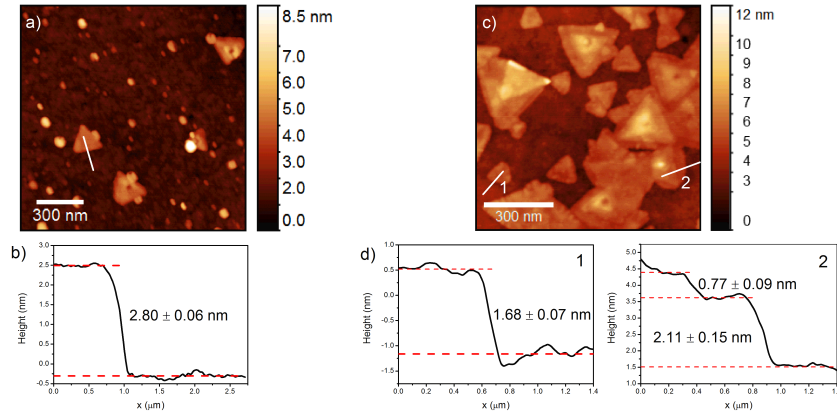 a)
8.5 nm
7.0
6.0
5.0
4.0
3.0
2.0
0.0
300 nm
c)
12 nm
10
9
8
6
5
3
2
0
1
2
300 nm
b)
3.0
2.5
2.0
1.5
1.0
0.5
0.0
-0.5
Height (nm)
2.80 ± 0.06 nm
0.0 0.5 1.0 1.5 2.0 2.5
x (μm)
d)
1
1.0
0.5
0.0
-0.5
-1.0
-1.5
Height (nm)
1.68 ± 0.07 nm
0.0 0.2 0.4 0.6 0.8 1.0 1.2 1.4
x (μm)
2
5.0
4.5
4.0
3.5
3.0
2.5
2.0
1.5
1.0
Height (nm)
0.77 ± 0.09 nm
2.11 ± 0.15 nm
0.0 0.2 0.4 0.6 0.8 1.0 1.2 1.4
x (μm)